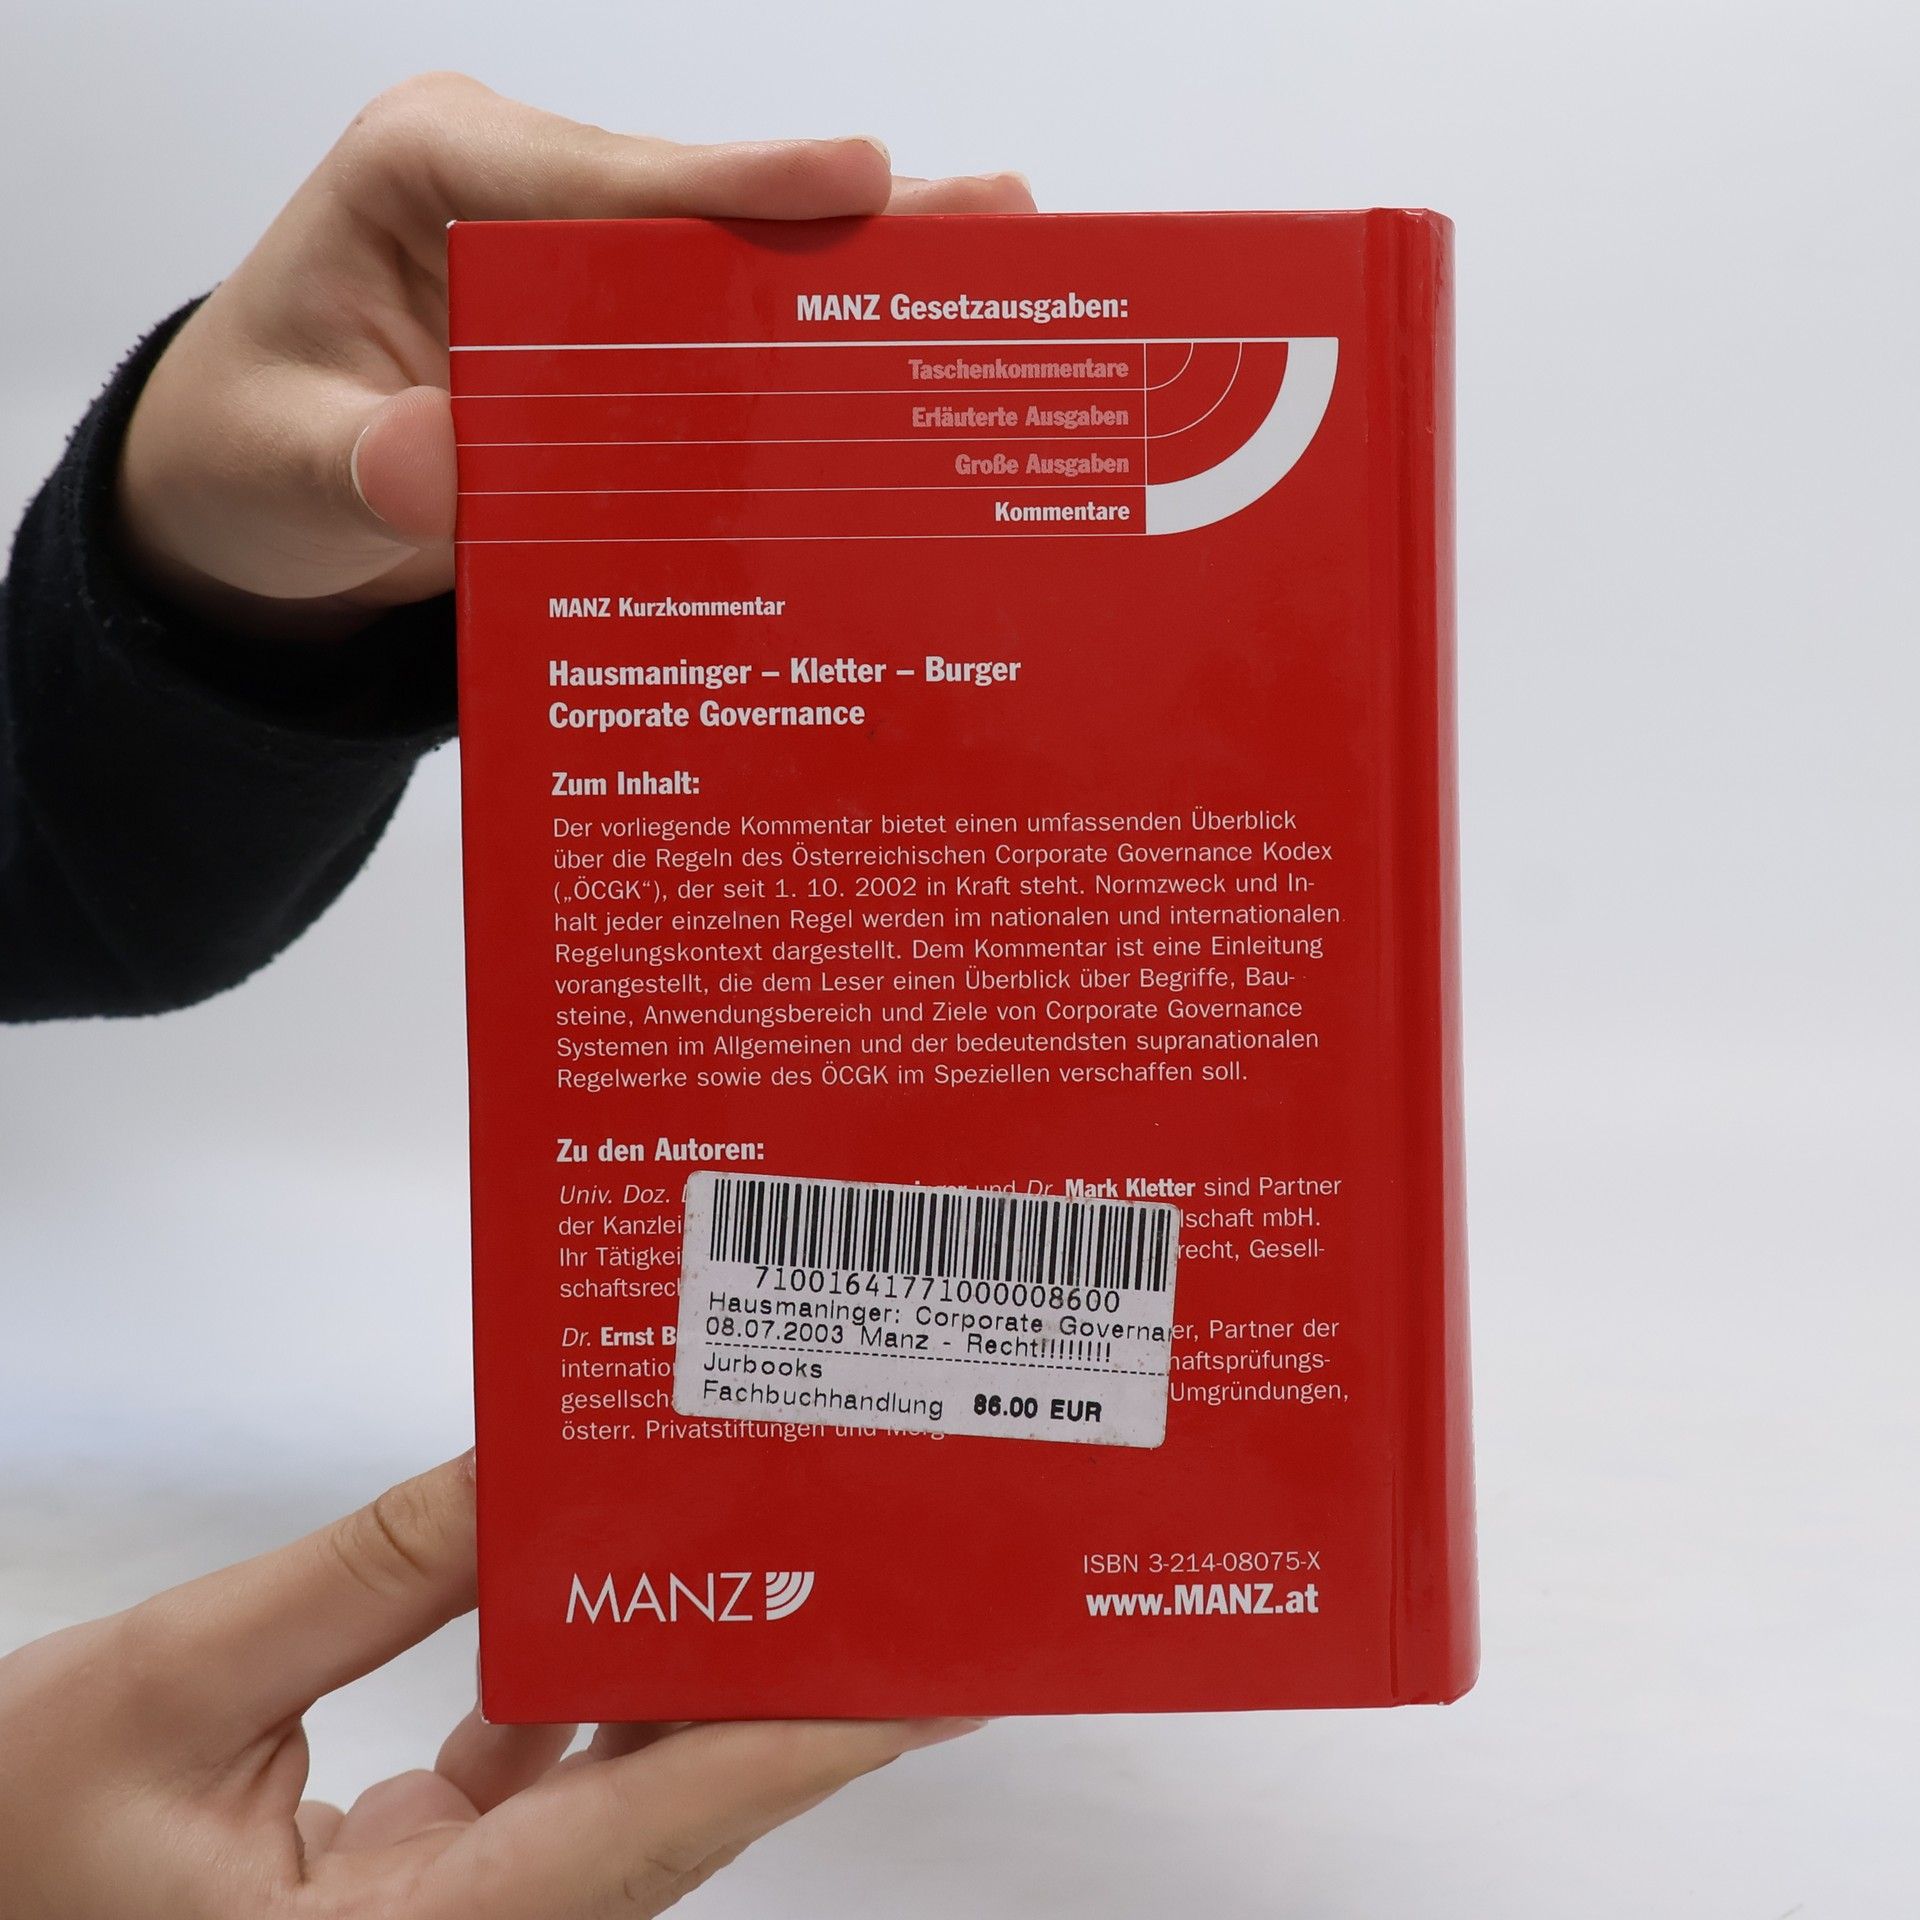 MANZ Gesetzausgaben:
Taschenkommentare
Erläuterte Ausgaben
Große Ausgaben
Kommentare
MANZ Kurzkommentar
Hausmaninger – Kletter – Burger
Corporate Governance
Zum Inhalt:
Der vorliegende Kommentar bietet einen umfassenden Überblick
über die Regeln des Österreichischen Corporate Governance Kodex
(„ÖCGK“), der seit 1. 10. 2002 in Kraft steht. Normzweck und In-
halt jeder einzelnen Regel werden im nationalen und internationalen
Regelungskontext dargestellt. Dem Kommentar ist eine Einleitung
vorangestellt, die dem Leser einen Überblick über Begriffe, Bau-
steine, Anwendungsbereich und Ziele von Corporate Governance
Systemen im Allgemeinen und der bedeutendsten supranationalen
Regelwerke sowie des ÖCGK im Speziellen verschaffen soll.
Zu den Autoren:
Univ. Doz. und Dr. Mark Kletter sind Partner
der Kanzlei lschaft mbH.
Ihr Tätigkei recht, Gesell-
schaftsrec
Dr. Ernst B er, Partner der
internatio haftsprüfungs-
gesellsch Umgründungen,
österr. Privatstiftungen und
71001641771000008600
Hausmaninger: Corporate Governa
08.07.2003 Manz - Recht!!!!!!!!
Jurbooks
Fachbuchhandlung 86.00 EUR
MANZ
ISBN 3-214-08075-X
www.MANZ.at